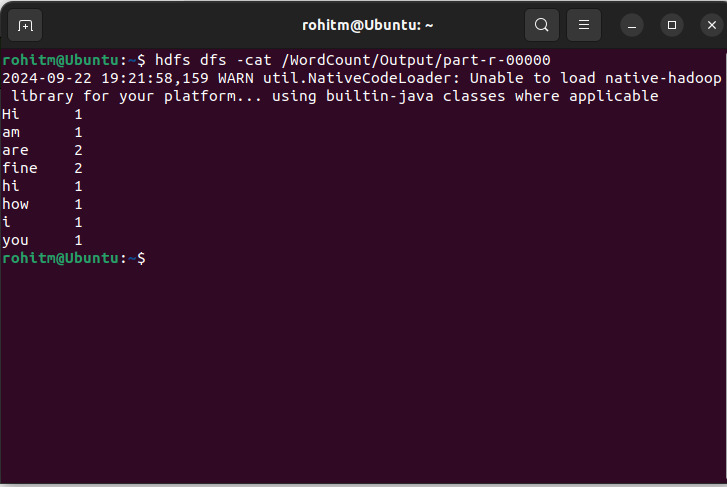 rohitm@Ubuntu: ~
rohitm@Ubuntu:~$ hdfs dfs -cat /WordCount/Output/part-r-00000
2024-09-22 19:21:58,159 WARN util.NativeCodeLoader: Unable to load native-hadoop
 library for your platform... using builtin-java classes where applicable
Hi      1
am      1
are     2
fine    2
hi      1
how     1
i       1
you     1
rohitm@Ubuntu:~$